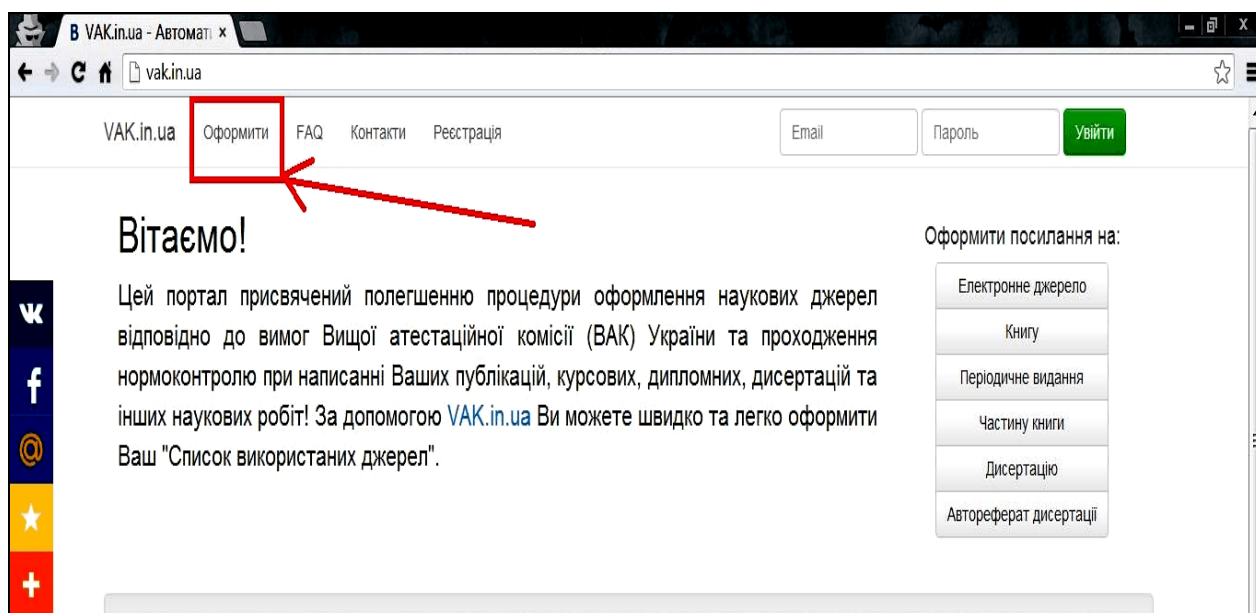 B VAK.in.ua - Автомати ×
vak.in.ua
VAK.in.ua Оформити FAQ Контакти Реєстрація Email Пароль Увійти
Вітаємо!
Цей портал присвячений полегшенню процедури оформлення наукових джерел
відповідно до вимог Вищої атестаційної комісії (ВАК) України та проходження
нормоконтролю при написанні Ваших публікацій, курсових, дипломних, дисертацій та
інших наукових робіт! За допомогою VAK.in.ua Ви можете швидко та легко оформити
Ваш "Список використаних джерел".
Оформити посилання на:
Електронне джерело
Книгу
Періодичне видання
Частину книги
Дисертацію
Автореферат дисертації